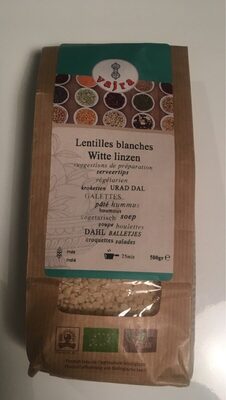 vajra
Lentilles blanches
Witte linzen
suggestions de préparation
serveertips
végétarien
kroketten URAD DAL
GALETTES,
pâté hummus
houmous
vegetarisch soep
soupe boulettes
DAHL BALLETJES
croquettes salades
25min
500gr e